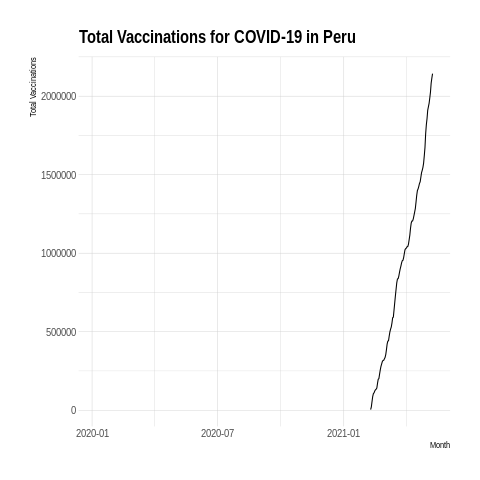 Total Vaccinations for COVID-19 in Peru
Total Vaccinations
2000000
1500000
1000000
500000
0
2020-01 2020-07 2021-01
Month